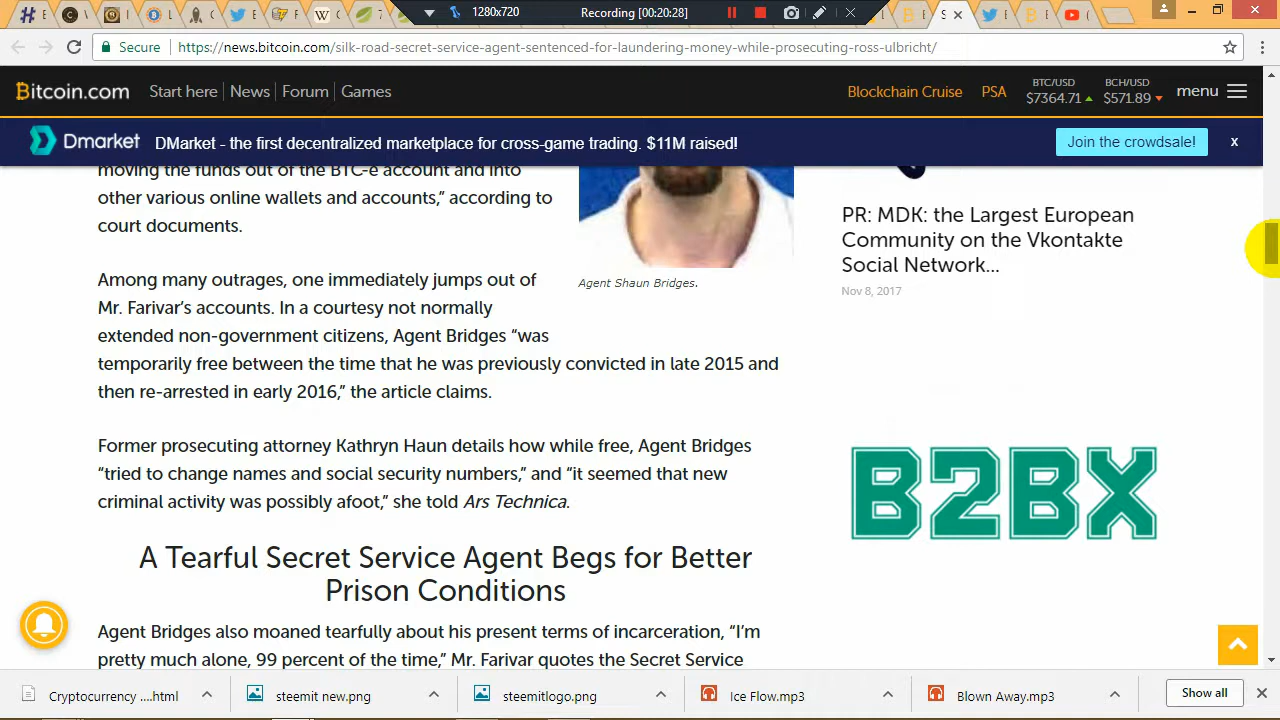 1280x720
Recording [00:20:28]
Secure
https://news.bitcoin.com/silk-road-secret-service-agent-sentenced-for-laundering-money-while-prosecuting-ross-ulbricht/
Bitcoin.com
Start here
News
Forum
Games
Blockchain Cruise
PSA
BTC/USD
$7364.71
BCH/USD
$571.89
menu
Dmarket
DMarket - the first decentralized marketplace for cross-game trading. $11M raised!
Join the crowdsale!
x
moving the funds out of the BTC-e account and into
other various online wallets and accounts,” according to
court documents.
Agent Shaun Bridges.
Among many outrages, one immediately jumps out of
Mr. Farivar’s accounts. In a courtesy not normally
extended non-government citizens, Agent Bridges “was
temporarily free between the time that he was previously convicted in late 2015 and
then re-arrested in early 2016,” the article claims.
Former prosecuting attorney Kathryn Haun details how while free, Agent Bridges
“tried to change names and social security numbers,” and “it seemed that new
criminal activity was possibly afoot,” she told Ars Technica.
A Tearful Secret Service Agent Begs for Better
Prison Conditions
Agent Bridges also moaned tearfully about his present terms of incarceration, “I’m
pretty much alone, 99 percent of the time,” Mr. Farivar quotes the Secret Service
PR: MDK: the Largest European
Community on the Vkontakte
Social Network...
Nov 8, 2017
B2BX
Cryptocurrency ....html
steemit new.png
steemitlogo.png
Ice Flow.mp3
Blown Away.mp3
Show all